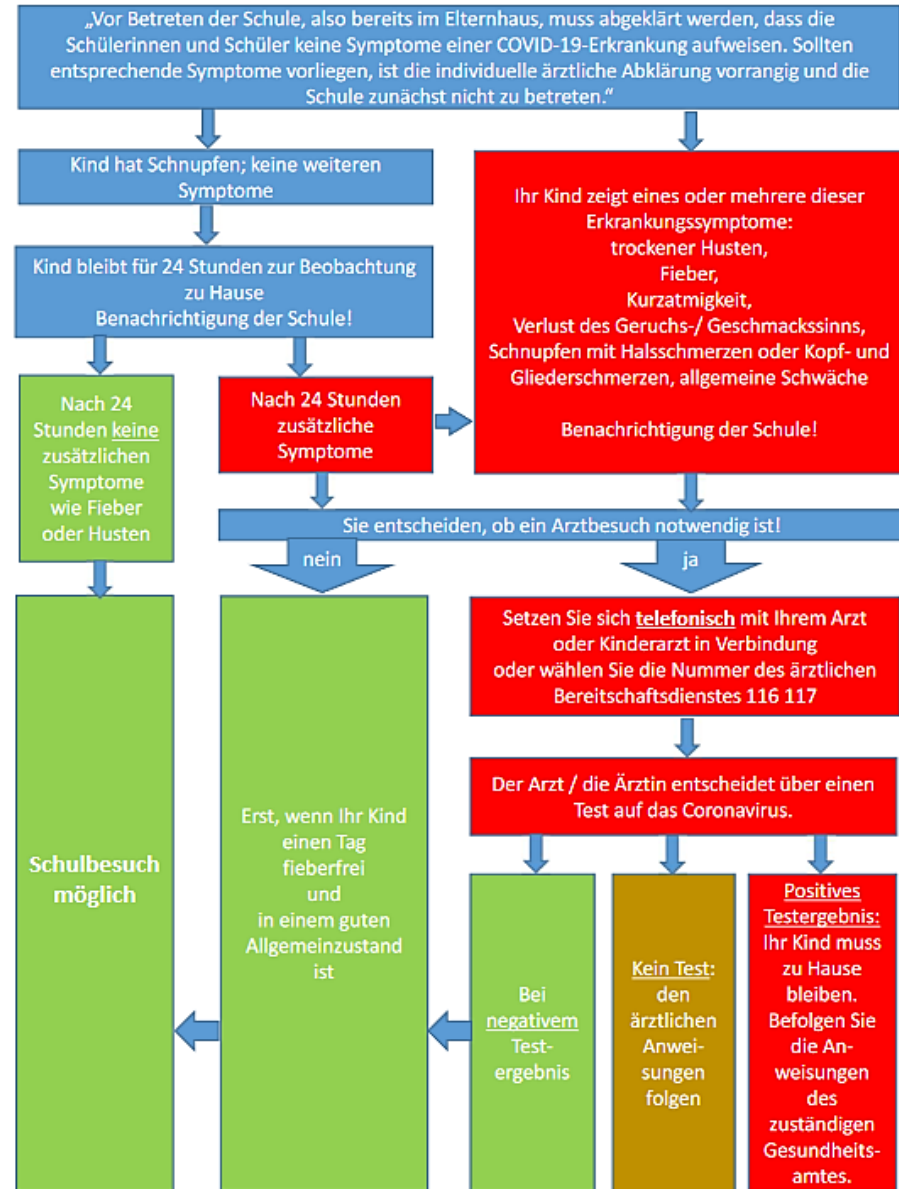 „Vor Betreten der Schule, also bereits im Elternhaus, muss abgeklärt werden, dass die
Schülerinnen und Schüler keine Symptome einer COVID-19-Erkrankung aufweisen. Sollten
entsprechende Symptome vorliegen, ist die individuelle ärztliche Abklärung vorrangig und die
Schule zunächst nicht zu betreten.“
Kind hat Schnupfen; keine weiteren
Symptome
Kind bleibt für 24 Stunden zur Beobachtung
zu Hause
Benachrichtigung der Schule!
Ihr Kind zeigt eines oder mehrere dieser
Erkrankungssymptome:
trockener Husten,
Fieber,
Kurzatmigkeit,
Verlust des Geruchs-/ Geschmackssinns,
Schnupfen mit Halsschmerzen oder Kopf- und
Gliederschmerzen, allgemeine Schwäche
Benachrichtigung der Schule!
Nach 24
Stunden keine
zusätzlichen
Symptome
wie Fieber
oder Husten
Nach 24 Stunden
zusätzliche
Symptome
Sie entscheiden, ob ein Arztbesuch notwendig ist!
nein
ja
Setzen Sie sich telefonisch mit Ihrem Arzt
oder Kinderarzt in Verbindung
oder wählen Sie die Nummer des ärztlichen
Bereitschaftsdienstes 116 117
Der Arzt / die Ärztin entscheidet über einen
Test auf das Coronavirus.
Schulbesuch
möglich
Erst, wenn Ihr Kind
einen Tag
fieberfrei
und
in einem guten
Allgemeinzustand
ist
Bei
negativem
Test-
ergebnis
Kein Test:
den
ärztlichen
Anwei-
sungen
folgen
Positives
Testergebnis:
Ihr Kind muss
zu Hause
bleiben.
Befolgen Sie
die An-
weisungen
des
zuständigen
Gesundheits-
amtes.